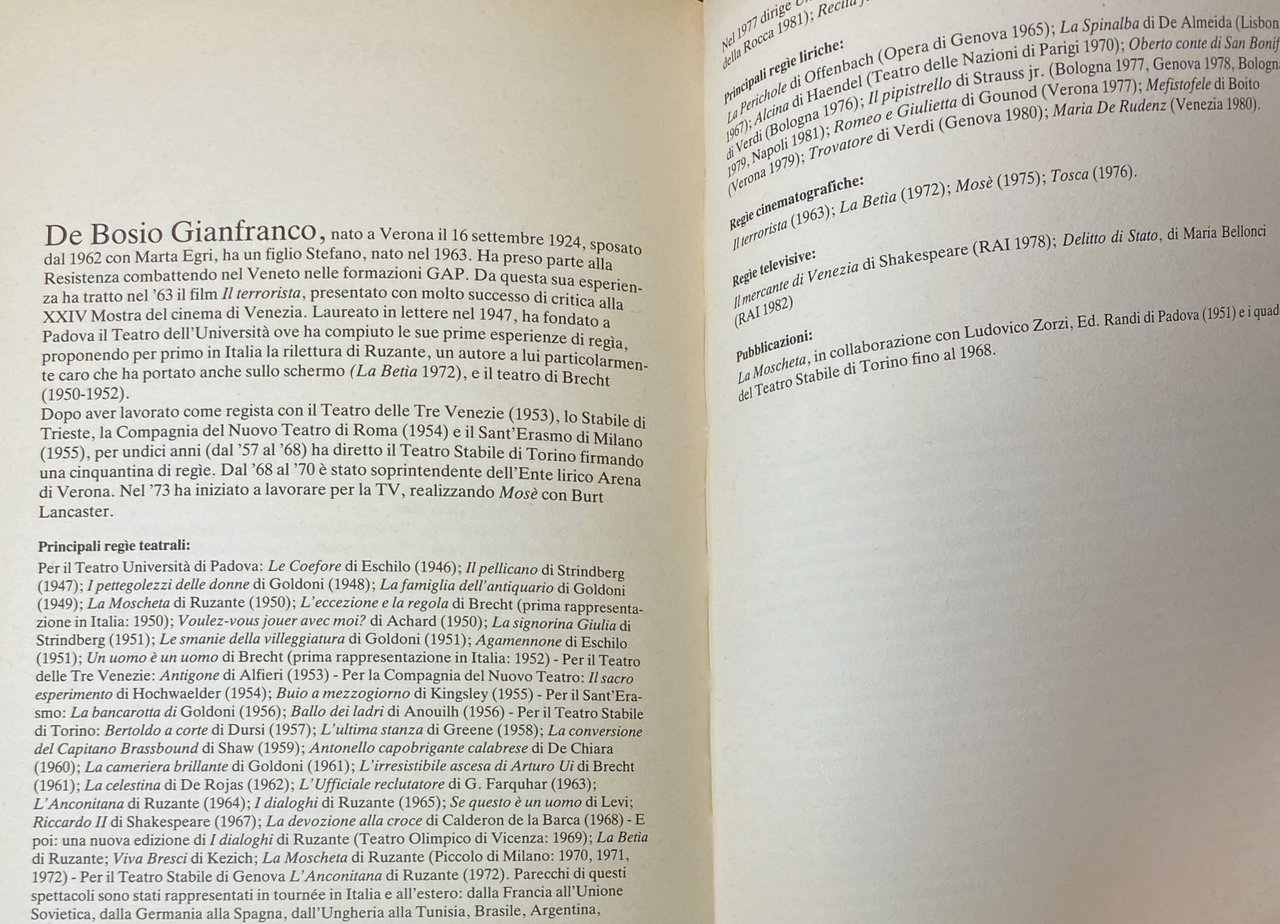 De Bosio Gianfranco, nato a Verona il 16 settembre 1924, sposato
dal 1962 con Marta Egri, ha un figlio Stefano, nato nel 1963. Ha preso parte alla
Resistenza combattendo nel Veneto nelle formazioni GAP. Da questa sua esperien-
za ha tratto nel ’63 il film Il terrorista, presentato con molto successo di critica alla
XXIV Mostra del cinema di Venezia. Laureato in lettere nel 1947, ha fondato a
Padova il Teatro dell’Università ove ha compiuto le sue prime esperienze di regìa,
proponendo per primo in Italia la rilettura di Ruzante, un autore a lui particolarmen-
te caro che ha portato anche sullo schermo (La Betìa 1972), e il teatro di Brecht
(1950-1952).
Dopo aver lavorato come regista con il Teatro delle Tre Venezie (1953), lo Stabile di
Trieste, la Compagnia del Nuovo Teatro di Roma (1954) e il Sant’Erasmo di Milano
(1955), per undici anni (dal ’57 al ’68) ha diretto il Teatro Stabile di Torino firmando
una cinquantina di regìe. Dal ’68 al ’70 è stato soprintendente dell’Ente lirico Arena
di Verona. Nel ’73 ha iniziato a lavorare per la TV, realizzando Mosè con Burt
Lancaster.
Principali regìe teatrali:
Per il Teatro Università di Padova: Le Coefore di Eschilo (1946); Il pellicano di Strindberg
(1947); I pettegolezzi delle donne di Goldoni (1948); La famiglia dell’antiquario di Goldoni
(1949); La Moscheta di Ruzante (1950); L’eccezione e la regola di Brecht (prima rappresenta-
zione in Italia: 1950); Voulez-vous jouer avec moi? di Achard (1950); La signorina Giulia di
Strindberg (1951); Le smanie della villeggiatura di Goldoni (1951); Agamennone di Eschilo
(1951); Un uomo è un uomo di Brecht (prima rappresentazione in Italia: 1952) - Per il Teatro
delle Tre Venezie: Antigone di Alfieri (1953) - Per la Compagnia del Nuovo Teatro: Il sacro
esperimento di Hochwaelder (1954); Buio a mezzogiorno di Kingsley (1955) - Per il Sant’Era-
smo: La bancarotta di Goldoni (1956); Ballo dei ladri di Anouilh (1956) - Per il Teatro Stabile
di Torino: Bertoldo a corte di Dursi (1957); L’ultima stanza di Greene (1958); La conversione
del Capitano Brassbound di Shaw (1959); Antonello capobrigante calabrese di De Chiara
(1960); La cameriera brillante di Goldoni (1961); L’irresistibile ascesa di Arturo Ui di Brecht
(1961); La celestina di De Rojas (1962); L’Ufficiale reclutatore di G. Farquhar (1963);
L’Anconitana di Ruzante (1964); I dialoghi di Ruzante (1965); Se questo è un uomo di Levi;
Riccardo II di Shakespeare (1967); La devozione alla croce di Calderon de la Barca (1968) - E
poi: una nuova edizione di I dialoghi di Ruzante (Teatro Olimpico di Vicenza: 1969); La Betìa
di Ruzante; Viva Bresci di Kezich; La Moscheta di Ruzante (Piccolo di Milano: 1970, 1971,
1972) - Per il Teatro Stabile di Genova L’Anconitana di Ruzante (1972). Parecchi di questi
spettacoli sono stati rappresentati in tournée in Italia e all’estero: dalla Francia all’Unione
Sovietica, dalla Germania alla Spagna, dall’Ungheria alla Tunisia, Brasile, Argentina,
Nel 1977 dirige
della Rocca 1981); Recita
Principali regìe liriche:
La Perichole di Offenbach (Opera di Genova 1965); La Spinalba di De Almeida (Lisbon
1967); Alcina di Haendel (Teatro delle Nazioni di Parigi 1970); Oberto conte di San Bonif
di Verdi (Bologna 1976); Il pipistrello di Strauss jr. (Bologna 1977, Genova 1978, Bologn
1979, Napoli 1981); Romeo e Giulietta di Gounod (Verona 1977); Mefistofele di Boito
(Verona 1979); Trovatore di Verdi (Genova 1980); Maria De Rudenz (Venezia 1980).
Regìe cinematografiche:
Il terrorista (1963); La Betìa (1972); Mosè (1975); Tosca (1976).
Regìe televisive:
Il mercante di Venezia di Shakespeare (RAI 1978); Delitto di Stato, di Maria Bellonci
(RAI 1982)
Pubblicazioni:
La Moscheta, in collaborazione con Ludovico Zorzi, Ed. Randi di Padova (1951) e i quad
del Teatro Stabile di Torino fino al 1968.